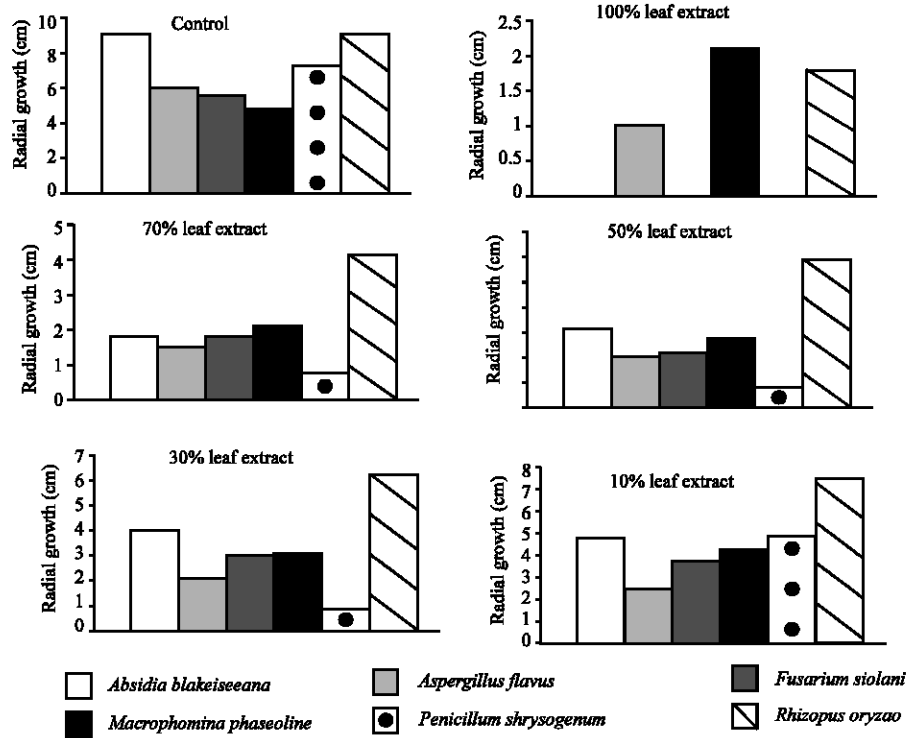 Control
Radial growth (cm)
10
8
6
4
2
0
100% leaf extract
Radial growth (cm)
2.5
2
1.5
1
0.5
0
70% leaf extract
Radial growth (cm)
5
4
3
2
1
0
50% leaf extract
Radial growth (cm)
30% leaf extract
Radial growth (cm)
7
6
5
4
3
2
1
0
10% leaf extract
Radial growth (cm)
8
7
6
5
4
3
2
1
0
Absidia blakeiseeana
Aspergillus flavus
Fusarium siolani
Macrophomina phaseoline
Penicillum shrysogenum
Rhizopus oryzao